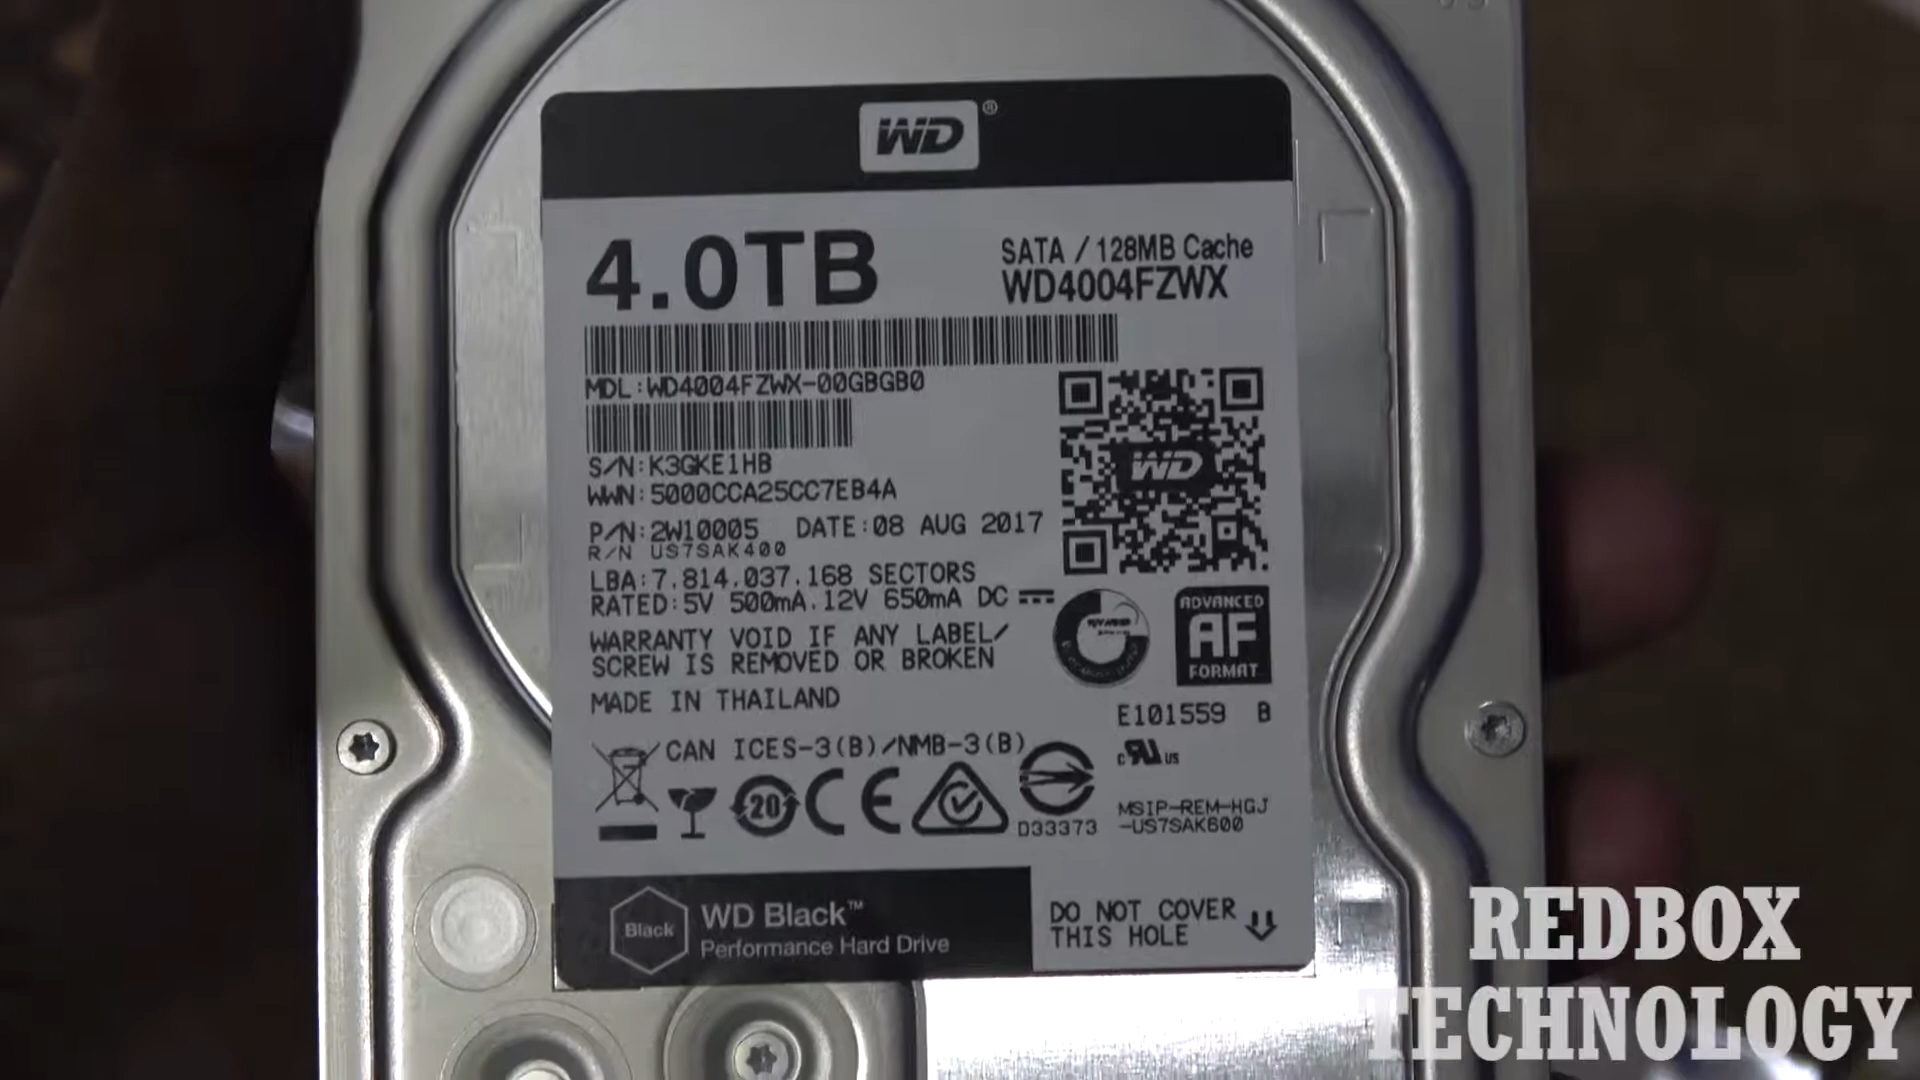 WD®
4.0TB
SATA / 128MB Cache
WD4004FZWX
MDL:WD4004FZWX-00GBGB0
S/N:K3GKE1HB
WWN:5000CCA25CC7EB4A
P/N:2W10005 DATE:08 AUG 2017
R/N US7SAK400
LBA:7.814.037.168 SECTORS
RATED:5V 500mA.12V 650mA DC
WARRANTY VOID IF ANY LABEL/
SCREW IS REMOVED OR BROKEN
MADE IN THAILAND
WD
ADVANCED
AF
FORMAT
E101559 B
CAN ICES-3(B)/NMB-3(B)
c RU US
20
CE
D33373
MSIP-REM-HGJ
-US7SAK600
Black
WD Black™
Performance Hard Drive
DO NOT COVER
THIS HOLE
REDBOX
TECHNOLOGY